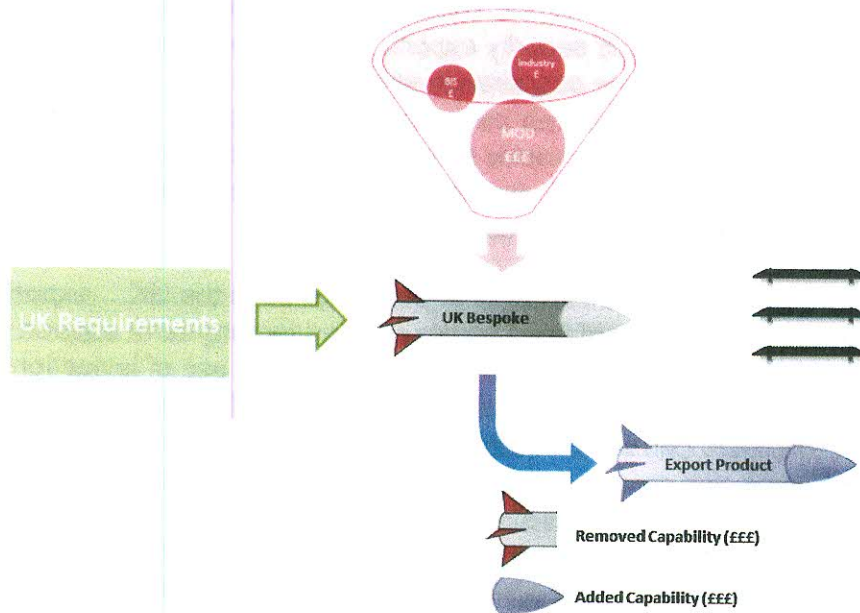 Industry
£
BIS
£
MOD
£££
UK Requirements
UK Bespoke
Export Product
Removed Capability (£££)
Added Capability (£££)